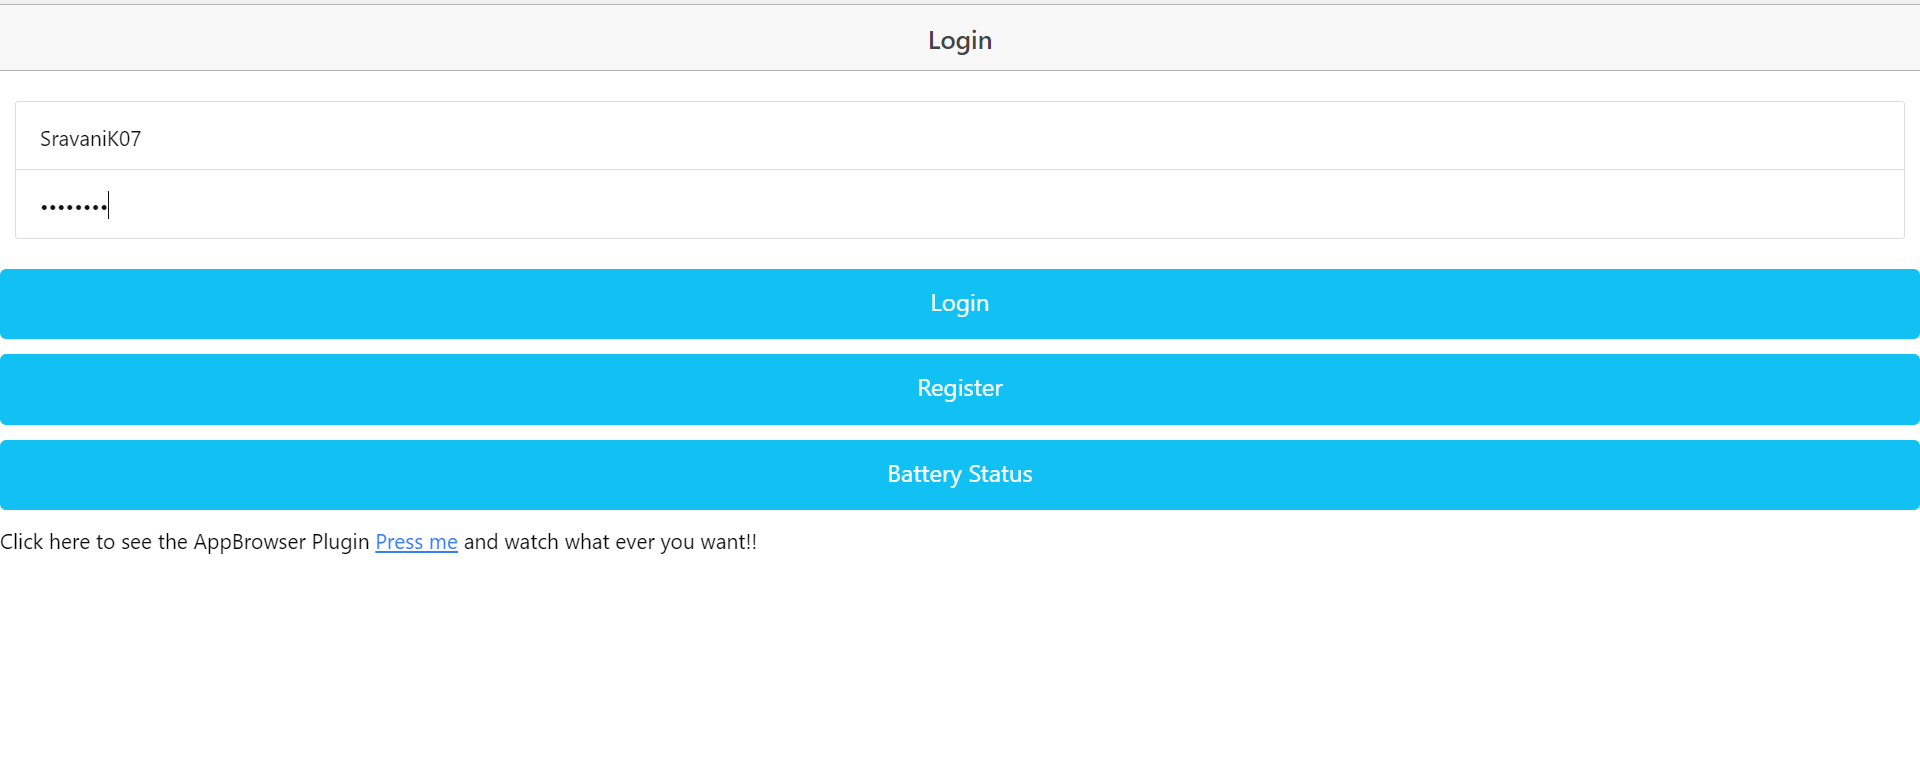 Login
SravaniK07
••••••••
Login
Register
Battery Status
Click here to see the AppBrowser Plugin Press me and watch what ever you want!!